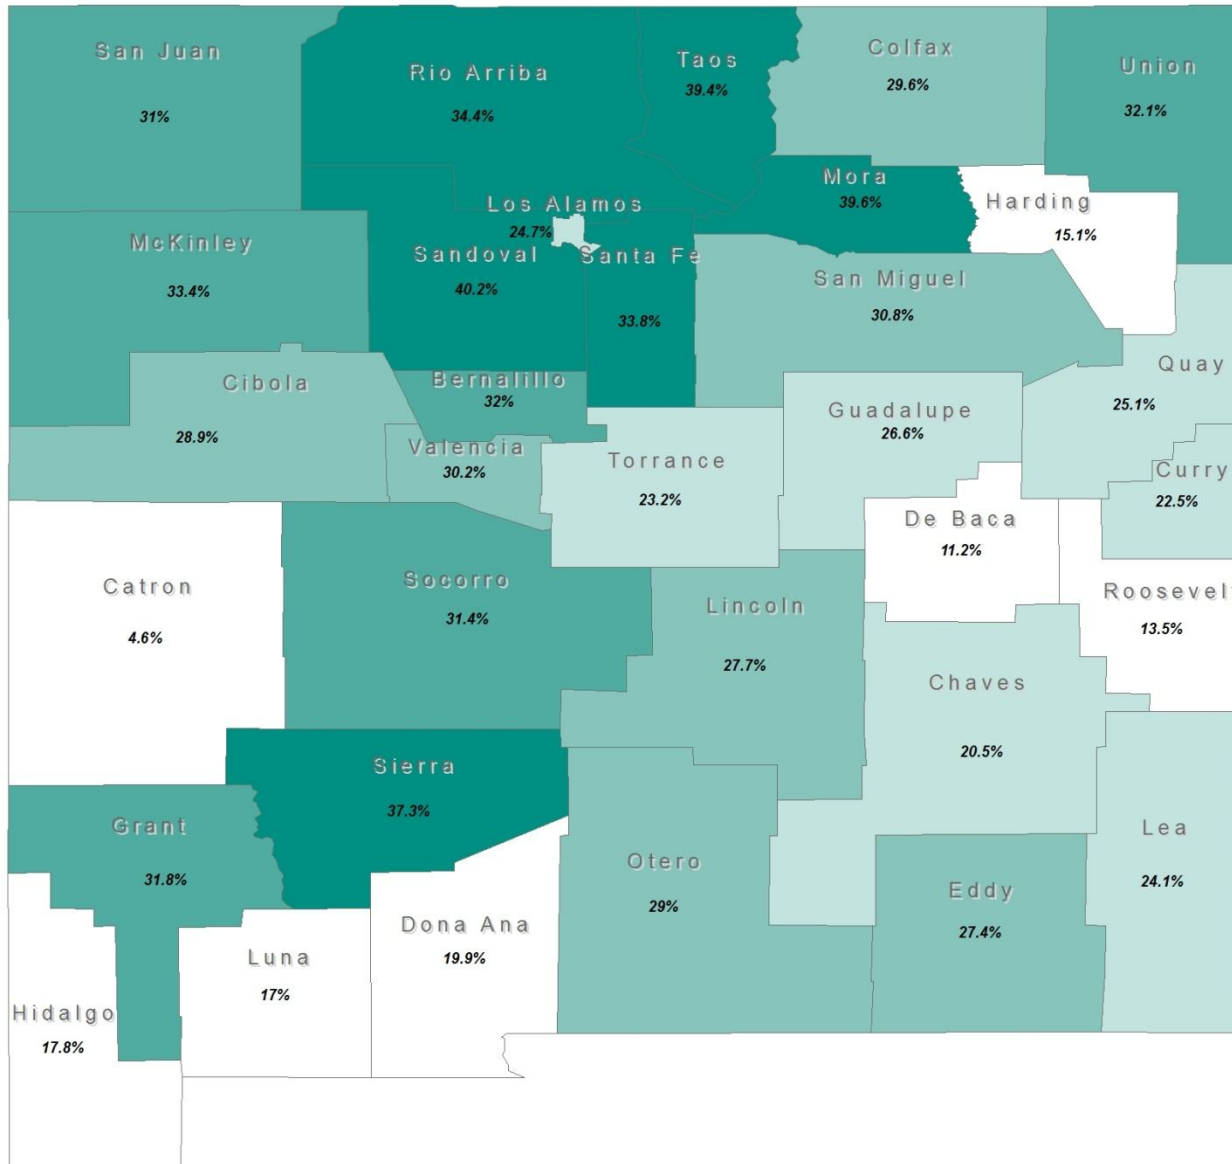 San Juan
31%
Rio Arriba
34.4%
Taos
39.4%
Colfax
29.6%
Union
32.1%
Mora
39.6%
Harding
15.1%
Los Alamos
24.7%
McKinley
33.4%
Sandoval
40.2%
Santa Fe
33.8%
San Miguel
30.8%
Quay
25.1%
Cibola
28.9%
Bernalillo
32%
Valencia
30.2%
Torrance
23.2%
Guadalupe
26.6%
Curry
22.5%
De Baca
11.2%
Roosevelt
13.5%
Catron
4.6%
Socorro
31.4%
Lincoln
27.7%
Chaves
20.5%
Sierra
37.3%
Grant
31.8%
Otero
29%
Eddy
27.4%
Lea
24.1%
Dona Ana
19.9%
Luna
17%
Hidalgo
17.8%